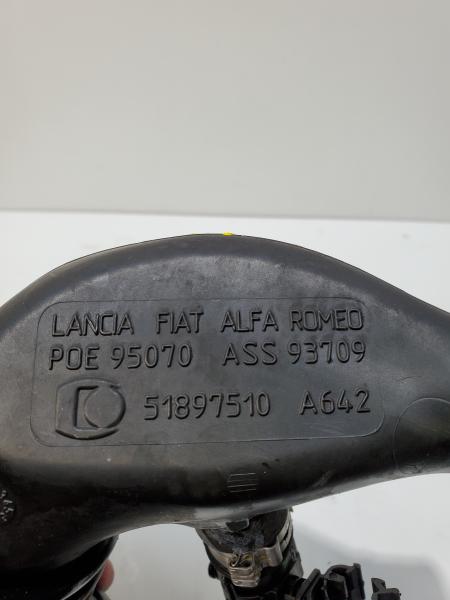 LANCIA FIAT ALFA ROMEO
POE 95070 ASS 93709
51897510 A642